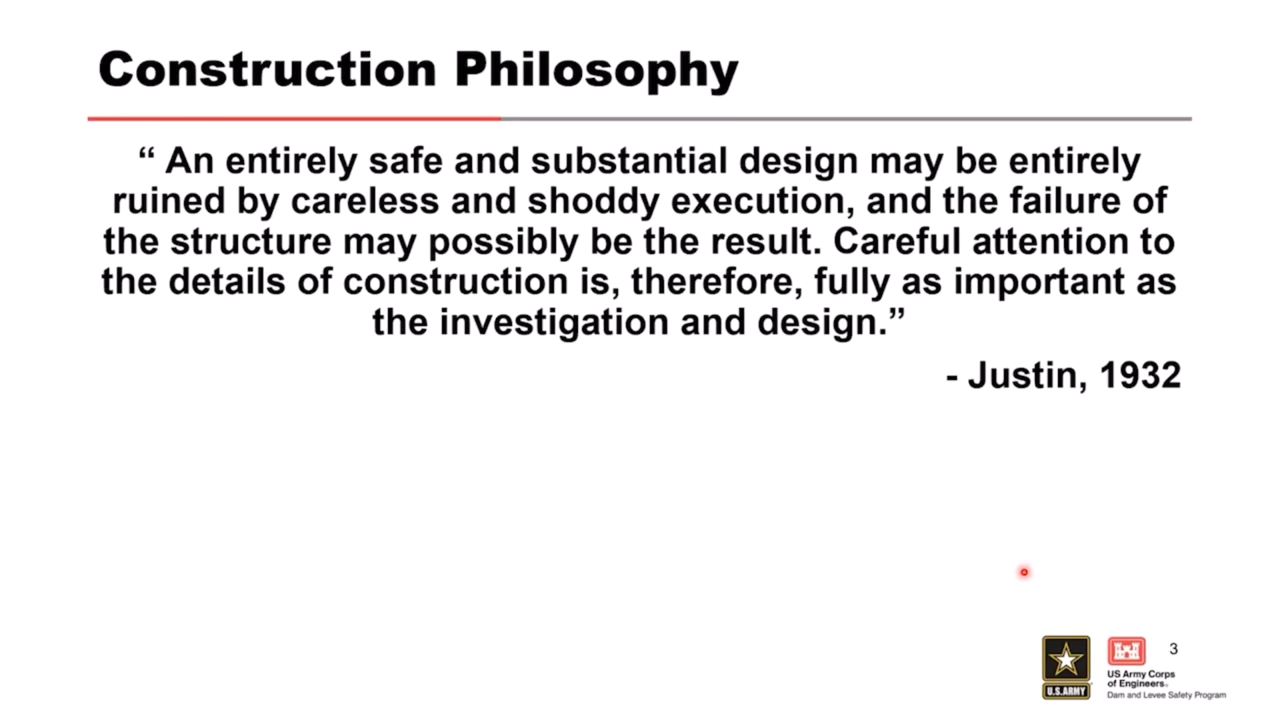 Construction Philosophy
“ An entirely safe and substantial design may be entirely
ruined by careless and shoddy execution, and the failure of
the structure may possibly be the result. Careful attention to
the details of construction is, therefore, fully as important as
the investigation and design.”
- Justin, 1932
3
U.S.ARMY
US Army Corps
of Engineers
Dam and Levee Safety Program